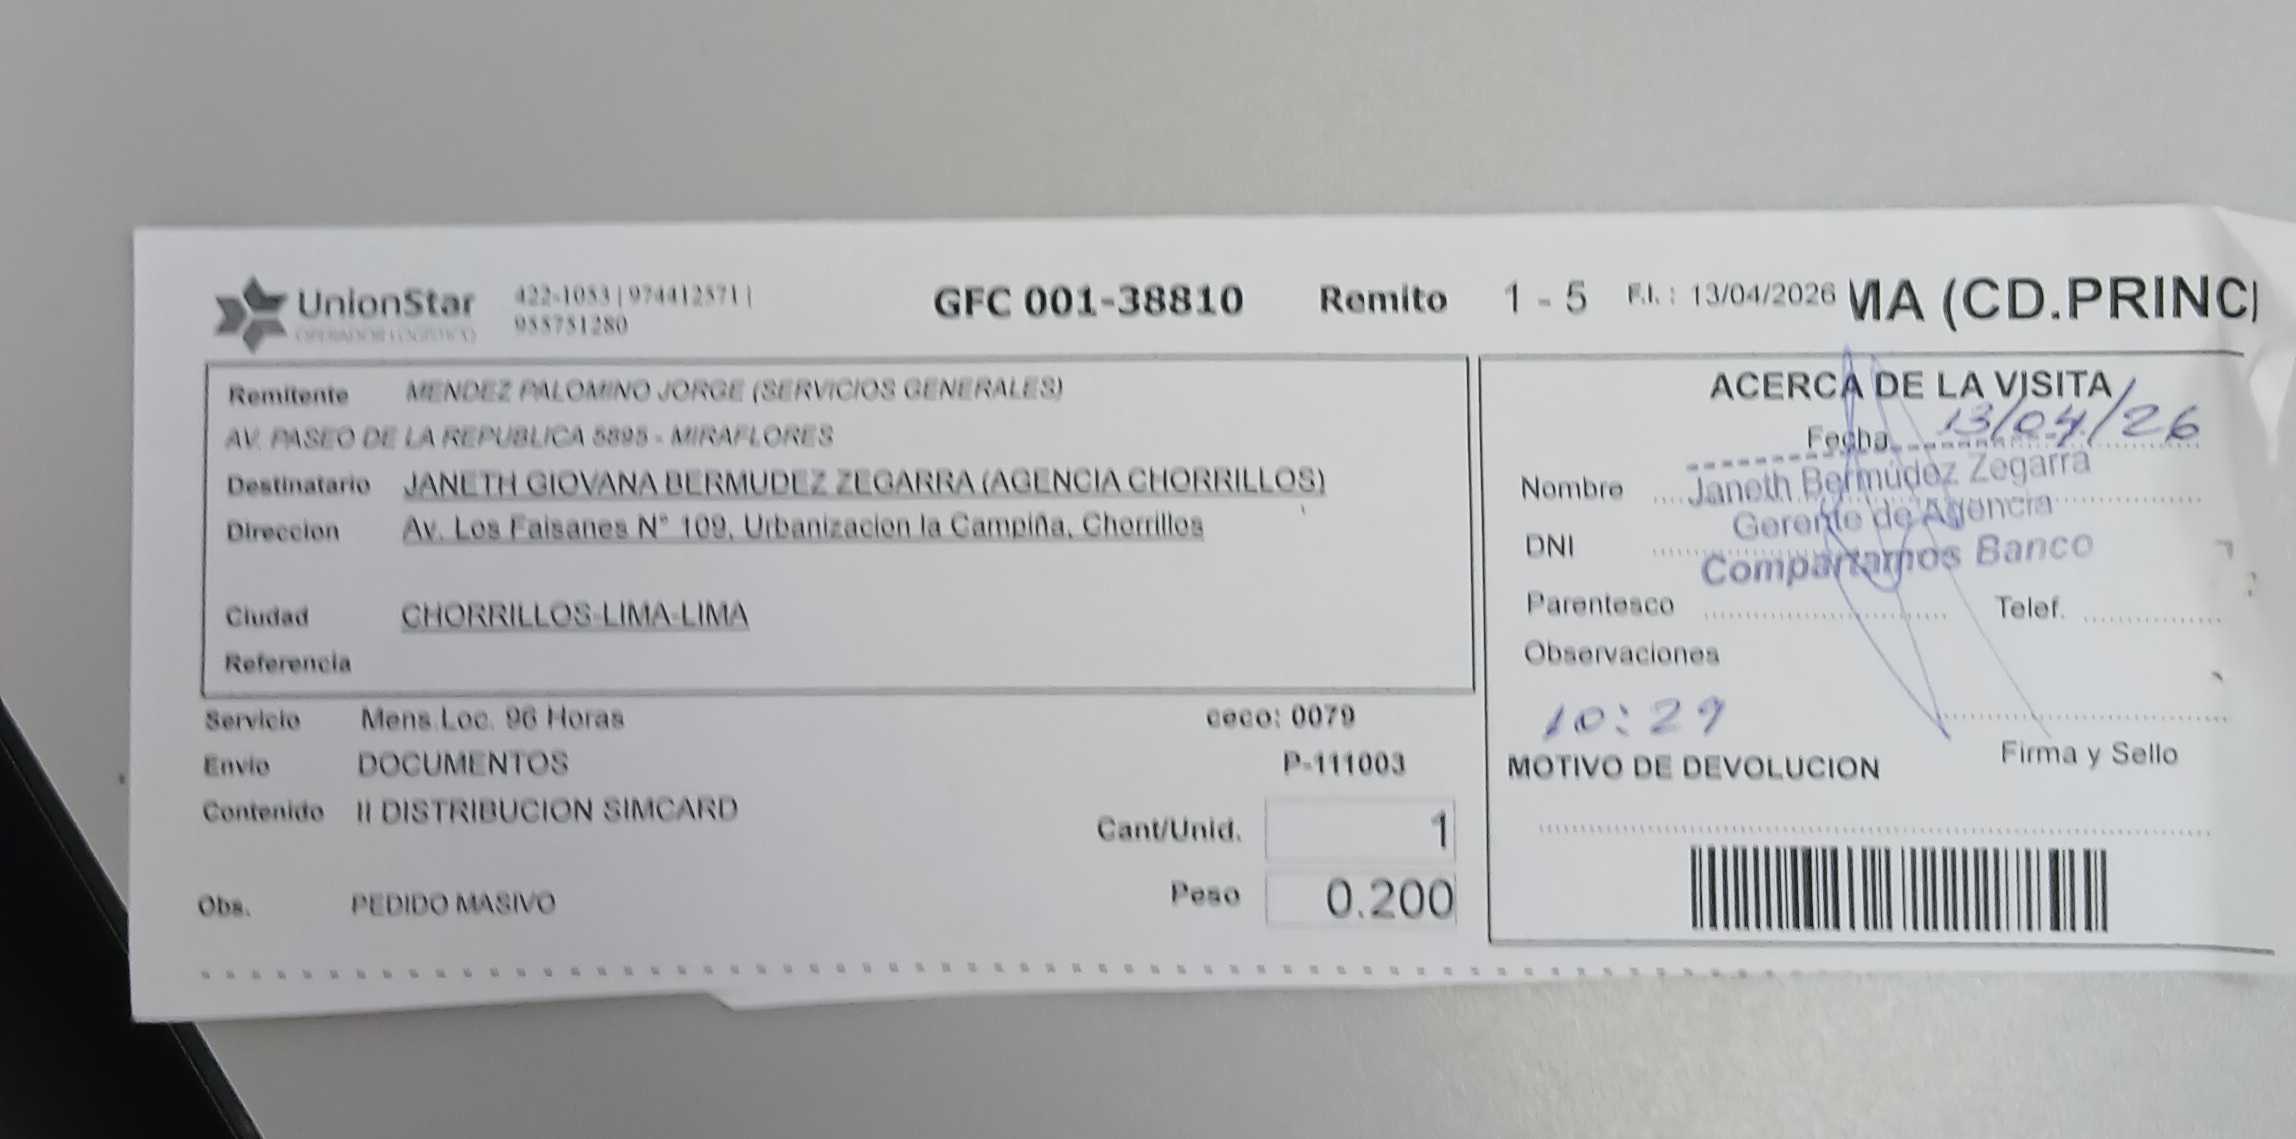 UnionStar
OPERADOR LOGISTICO
422-1053 | 974412571 |
955751280
GFC 001-38810 Remito 1 - 5 F.I. : 13/04/2026 MA (CD.PRINC
Remitente MENDEZ PALOMINO JORGE (SERVICIOS GENERALES)
AV. PASEO DE LA REPUBLICA 5895 - MIRAFLORES
Destinatario JANETH GIOVANA BERMUDEZ ZEGARRA (AGENCIA CHORRILLOS)
Direccion Av. Los Faisanes N° 109, Urbanizacion la Campiña, Chorrillos
Ciudad CHORRILLOS-LIMA-LIMA
Referencia
Servicio Mens.Loc. 96 Horas ceco: 0079
Envio DOCUMENTOS P-111003
Contenido II DISTRIBUCION SIMCARD
Cant/Unid. 1
Peso 0.200
Obs. PEDIDO MASIVO
ACERCA DE LA VISITA
Fecha 13/04/26
Nombre Janeth Bermúdez Zegarra
Gerente de Agencia
DNI Compartamos Banco
Parentesco Telef.
Observaciones
10:29
Firma y Sello
MOTIVO DE DEVOLUCION